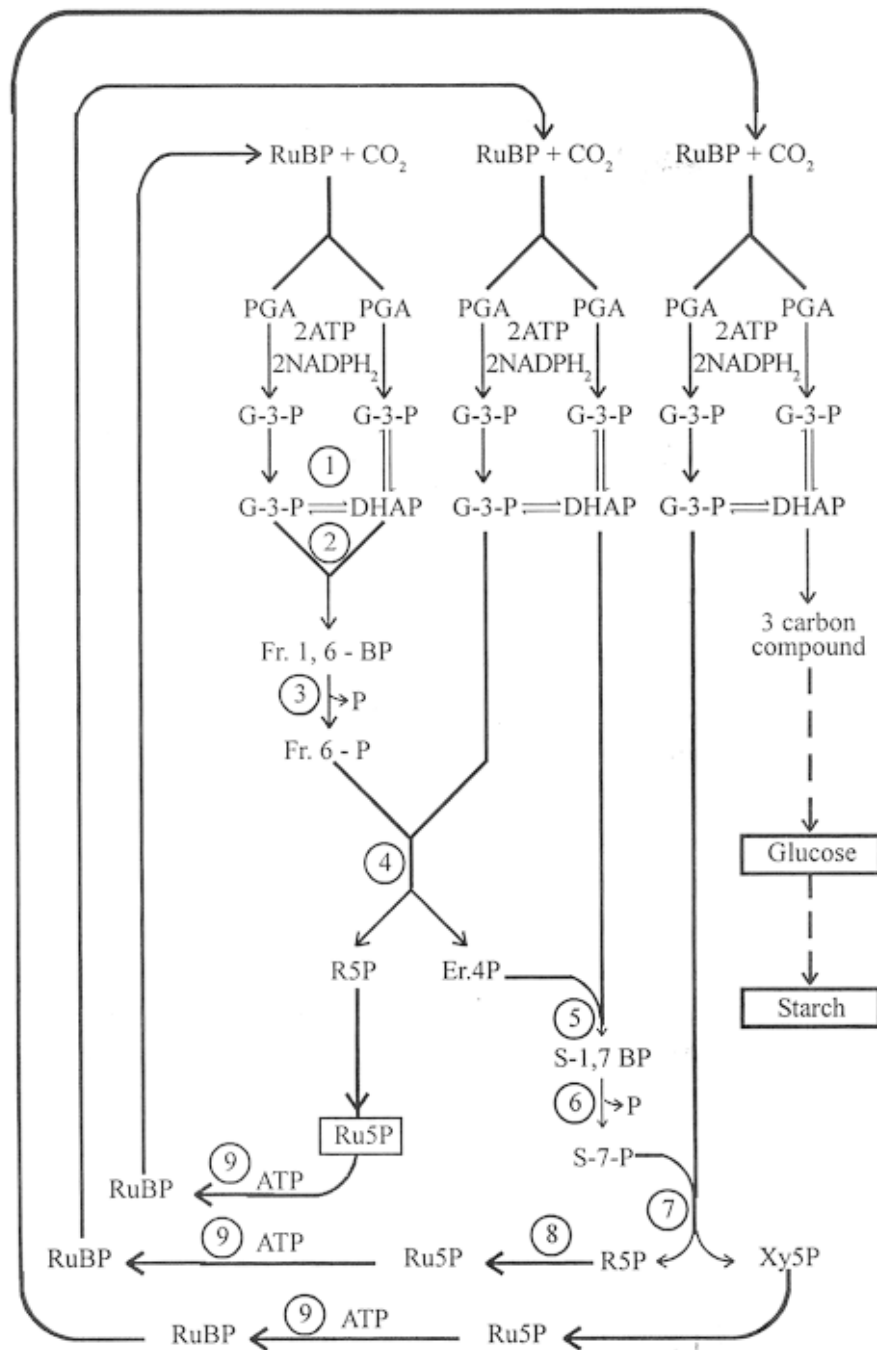 RuBP + CO₂ RuBP + CO₂ RuBP + CO₂
PGA PGA PGA PGA PGA PGA
2ATP 2ATP 2ATP
2NADPH₂ 2NADPH₂ 2NADPH₂
G-3-P G-3-P G-3-P G-3-P G-3-P G-3-P
1
G-3-P DHAP G-3-P DHAP G-3-P DHAP
2
3 carbon
compound
Fr. 1, 6 - BP
3 P
Fr. 6 - P
Glucose
4
R5P Er.4P
Starch
5
S-1,7 BP
6 P
Ru5P
S-7-P
9 ATP
RuBP
7
9 ATP 8
RuBP Ru5P R5P Xy5P
9 ATP
RuBP Ru5P